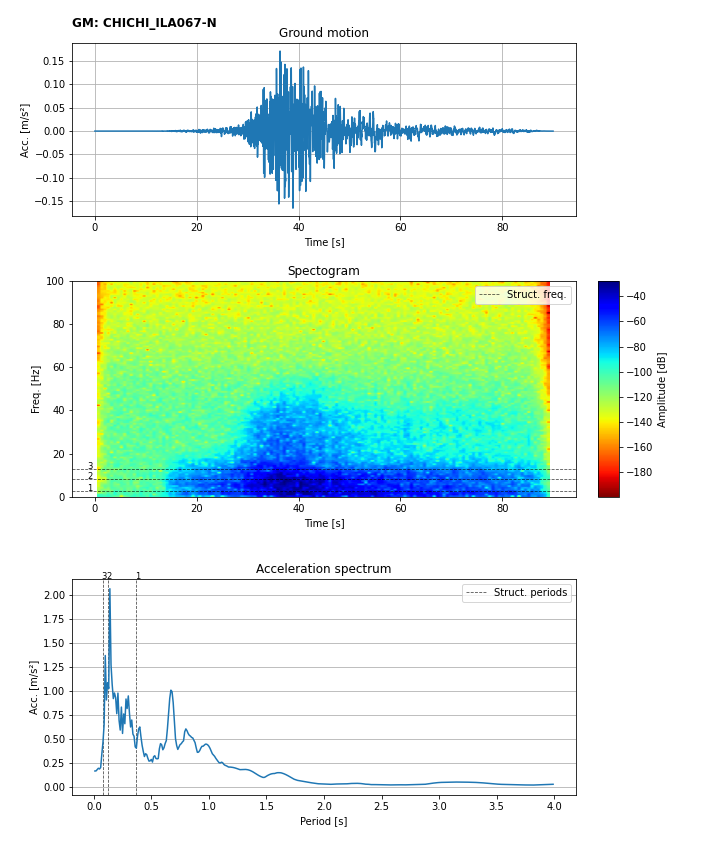 GM: CHICHI_ILA067-N
Ground motion
0.15
0.10
0.05
0.00
−0.05
−0.10
−0.15
Acc. [m/s²]
0 20 40 60 80
Time [s]
Spectogram
100
80
60
40
20
0
Freq. [Hz]
3
2
1
Struct. freq.
0 20 40 60 80
Time [s]
−40
−60
−80
−100
−120
−140
−160
−180
Amplitude [dB]
Acceleration spectrum
3 2 1
Struct. periods
2.00
1.75
1.50
1.25
1.00
0.75
0.50
0.25
0.00
Acc. [m/s²]
0.0 0.5 1.0 1.5 2.0 2.5 3.0 3.5 4.0
Period [s]